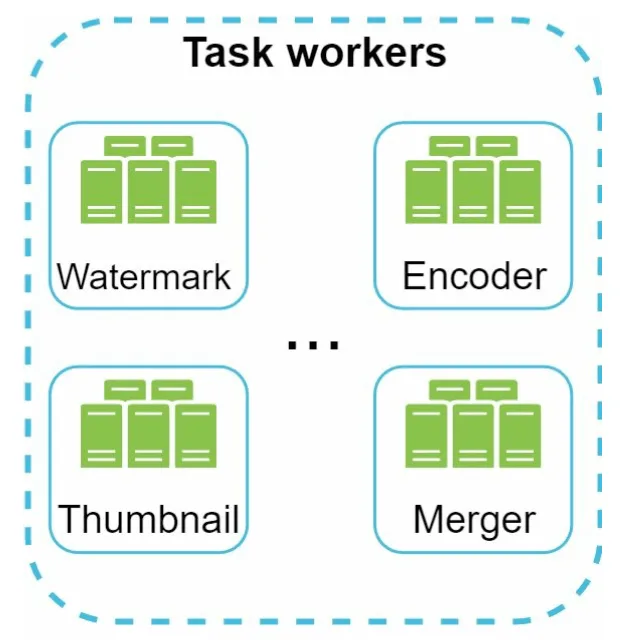 Task workers
Watermark
Encoder
...
Thumbnail
Merger